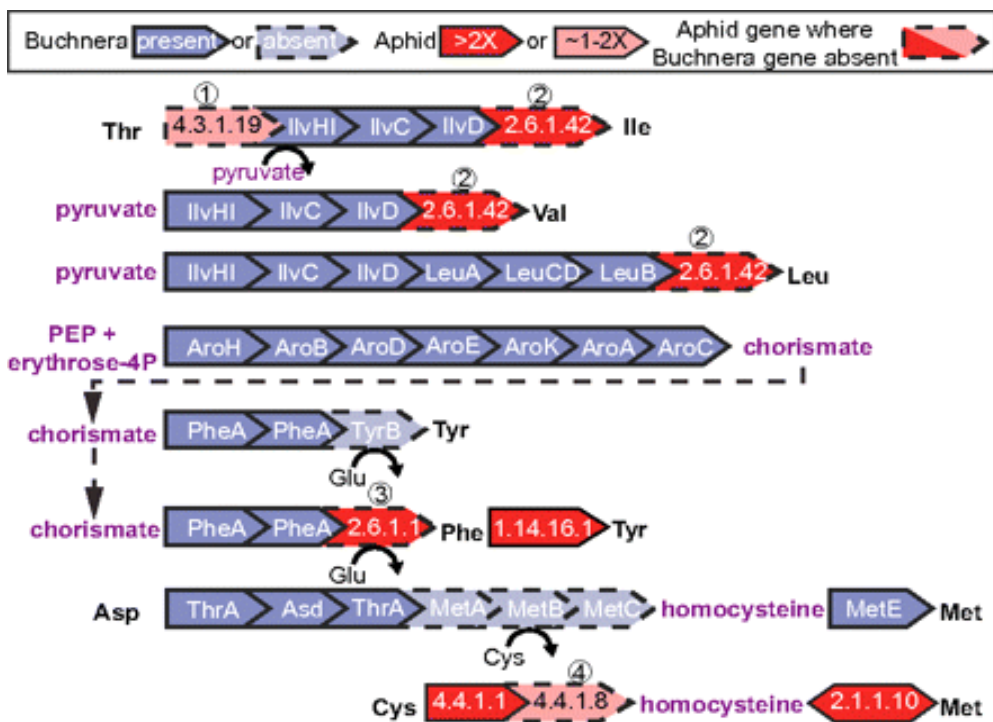 Buchnera present or absent Aphid >2X or ~1-2X Aphid gene where Buchnera gene absent
① ②
Thr 4.3.1.19 IlvHI IlvC IlvD 2.6.1.42 Ile
pyruvate
②
pyruvate IlvHI IlvC IlvD 2.6.1.42 Val
②
pyruvate IlvHI IlvC IlvD LeuA LeuCD LeuB 2.6.1.42 Leu
PEP +
erythrose-4P AroH AroB AroD AroE AroK AroA AroC chorismate
chorismate PheA PheA TyrB Tyr
Glu
③
chorismate PheA PheA 2.6.1.1 Phe 1.14.16.1 Tyr
Glu
Asp ThrA Asd ThrA MetA MetB MetC homocysteine MetE Met
Cys
④
Cys 4.4.1.1 4.4.1.8 homocysteine 2.1.1.10 Met